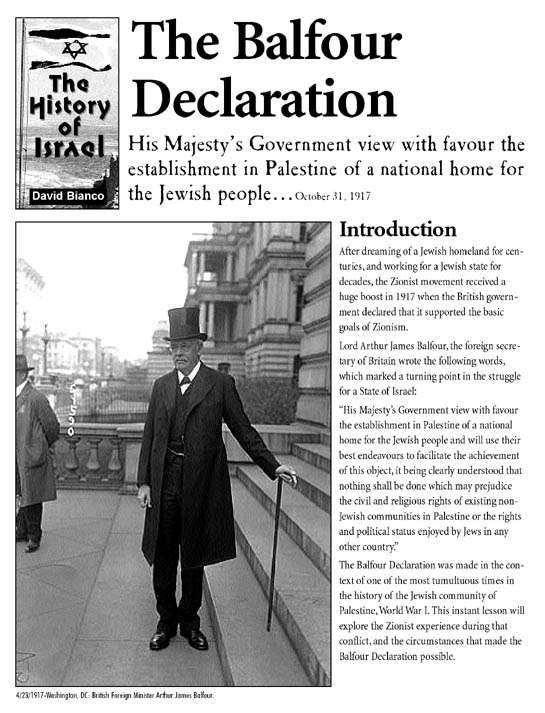 The
History
of
Israel
David Bianco
The Balfour
Declaration
His Majesty's Government view with favour the
establishment in Palestine of a national home for
the Jewish people... October 31, 1917
Introduction
After dreaming of a Jewish homeland for cen-
turies, and working for a Jewish state for
decades, the Zionist movement received a
huge boost in 1917 when the British govern-
ment declared that it supported the basic
goals of Zionism.
Lord Arthur James Balfour, the foreign secre-
tary of Britain wrote the following words,
which marked a turning point in the struggle
for a State of Israel:
"His Majesty's Government view with favour
the establishment in Palestine of a national
home for the Jewish people and will use their
best endeavours to facilitate the achievement
of this object, it being clearly understood that
nothing shall be done which may prejudice
the civil and religious rights of existing non-
Jewish communities in Palestine or the rights
and political status enjoyed by Jews in any
other country."
The Balfour Declaration was made in the con-
text of one of the most tumultuous times in
the history of the Jewish community of
Palestine, World War I. This instant lesson will
explore the Zionist experience during that
conflict, and the circumstances that made the
Balfour Declaration possible.
4/23/1917-Washington, DC: British Foreign Minister Arthur James Balfour.